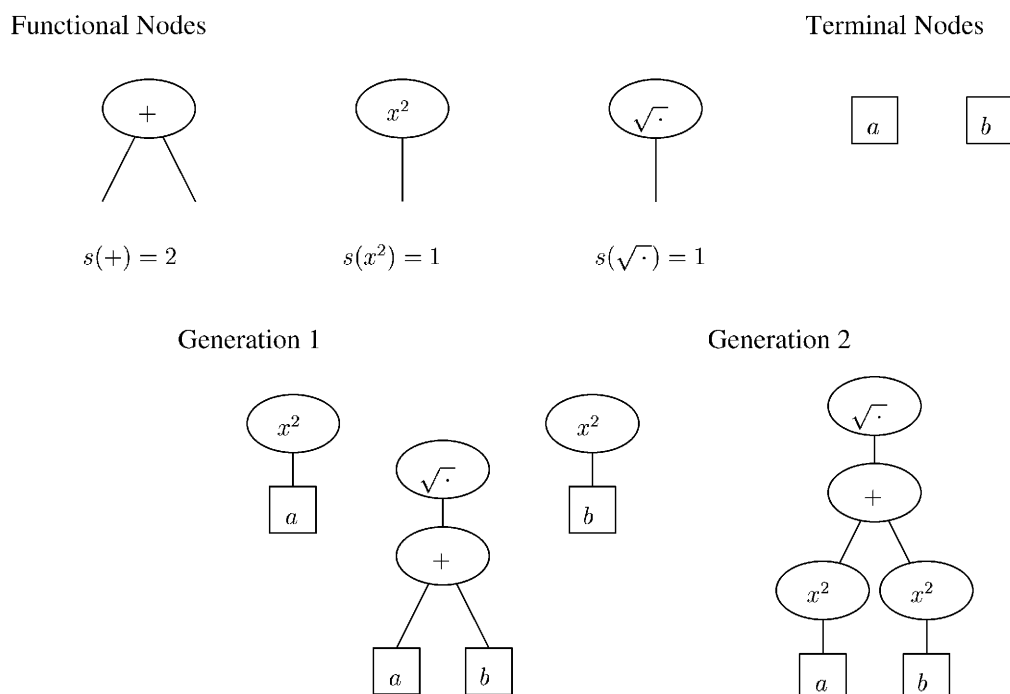 Functional Nodes
Terminal Nodes
+
x²
√·
a
b
s(+) = 2
s(x²) = 1
s(√·) = 1
Generation 1
Generation 2
x²
a
√·
+
a
b
x²
b
√·
+
x²
x²
a
b